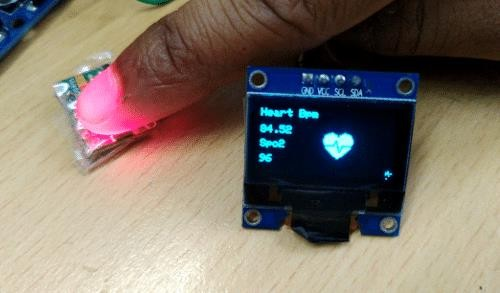 GND VCC SCL SDA
Heart Bpm
84.52
Spo2
96